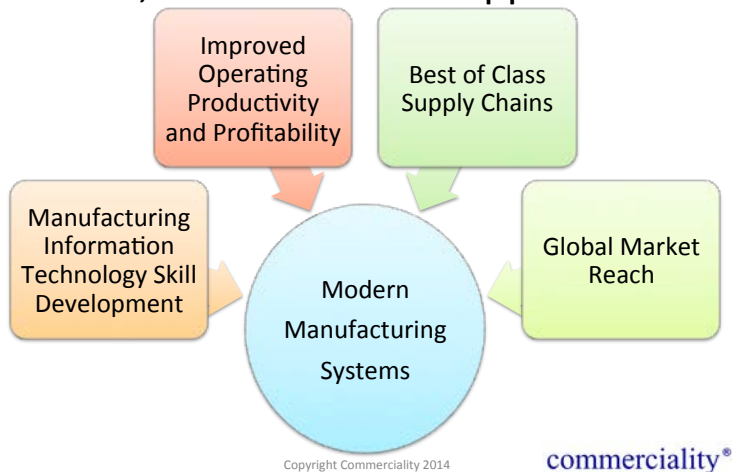 Improved
Operating
Productivity
and Profitability
Best of Class
Supply Chains
Manufacturing
Information
Technology Skill
Development
Global Market
Reach
Modern
Manufacturing
Systems
Copyright Commerciality 2014
commerciality®